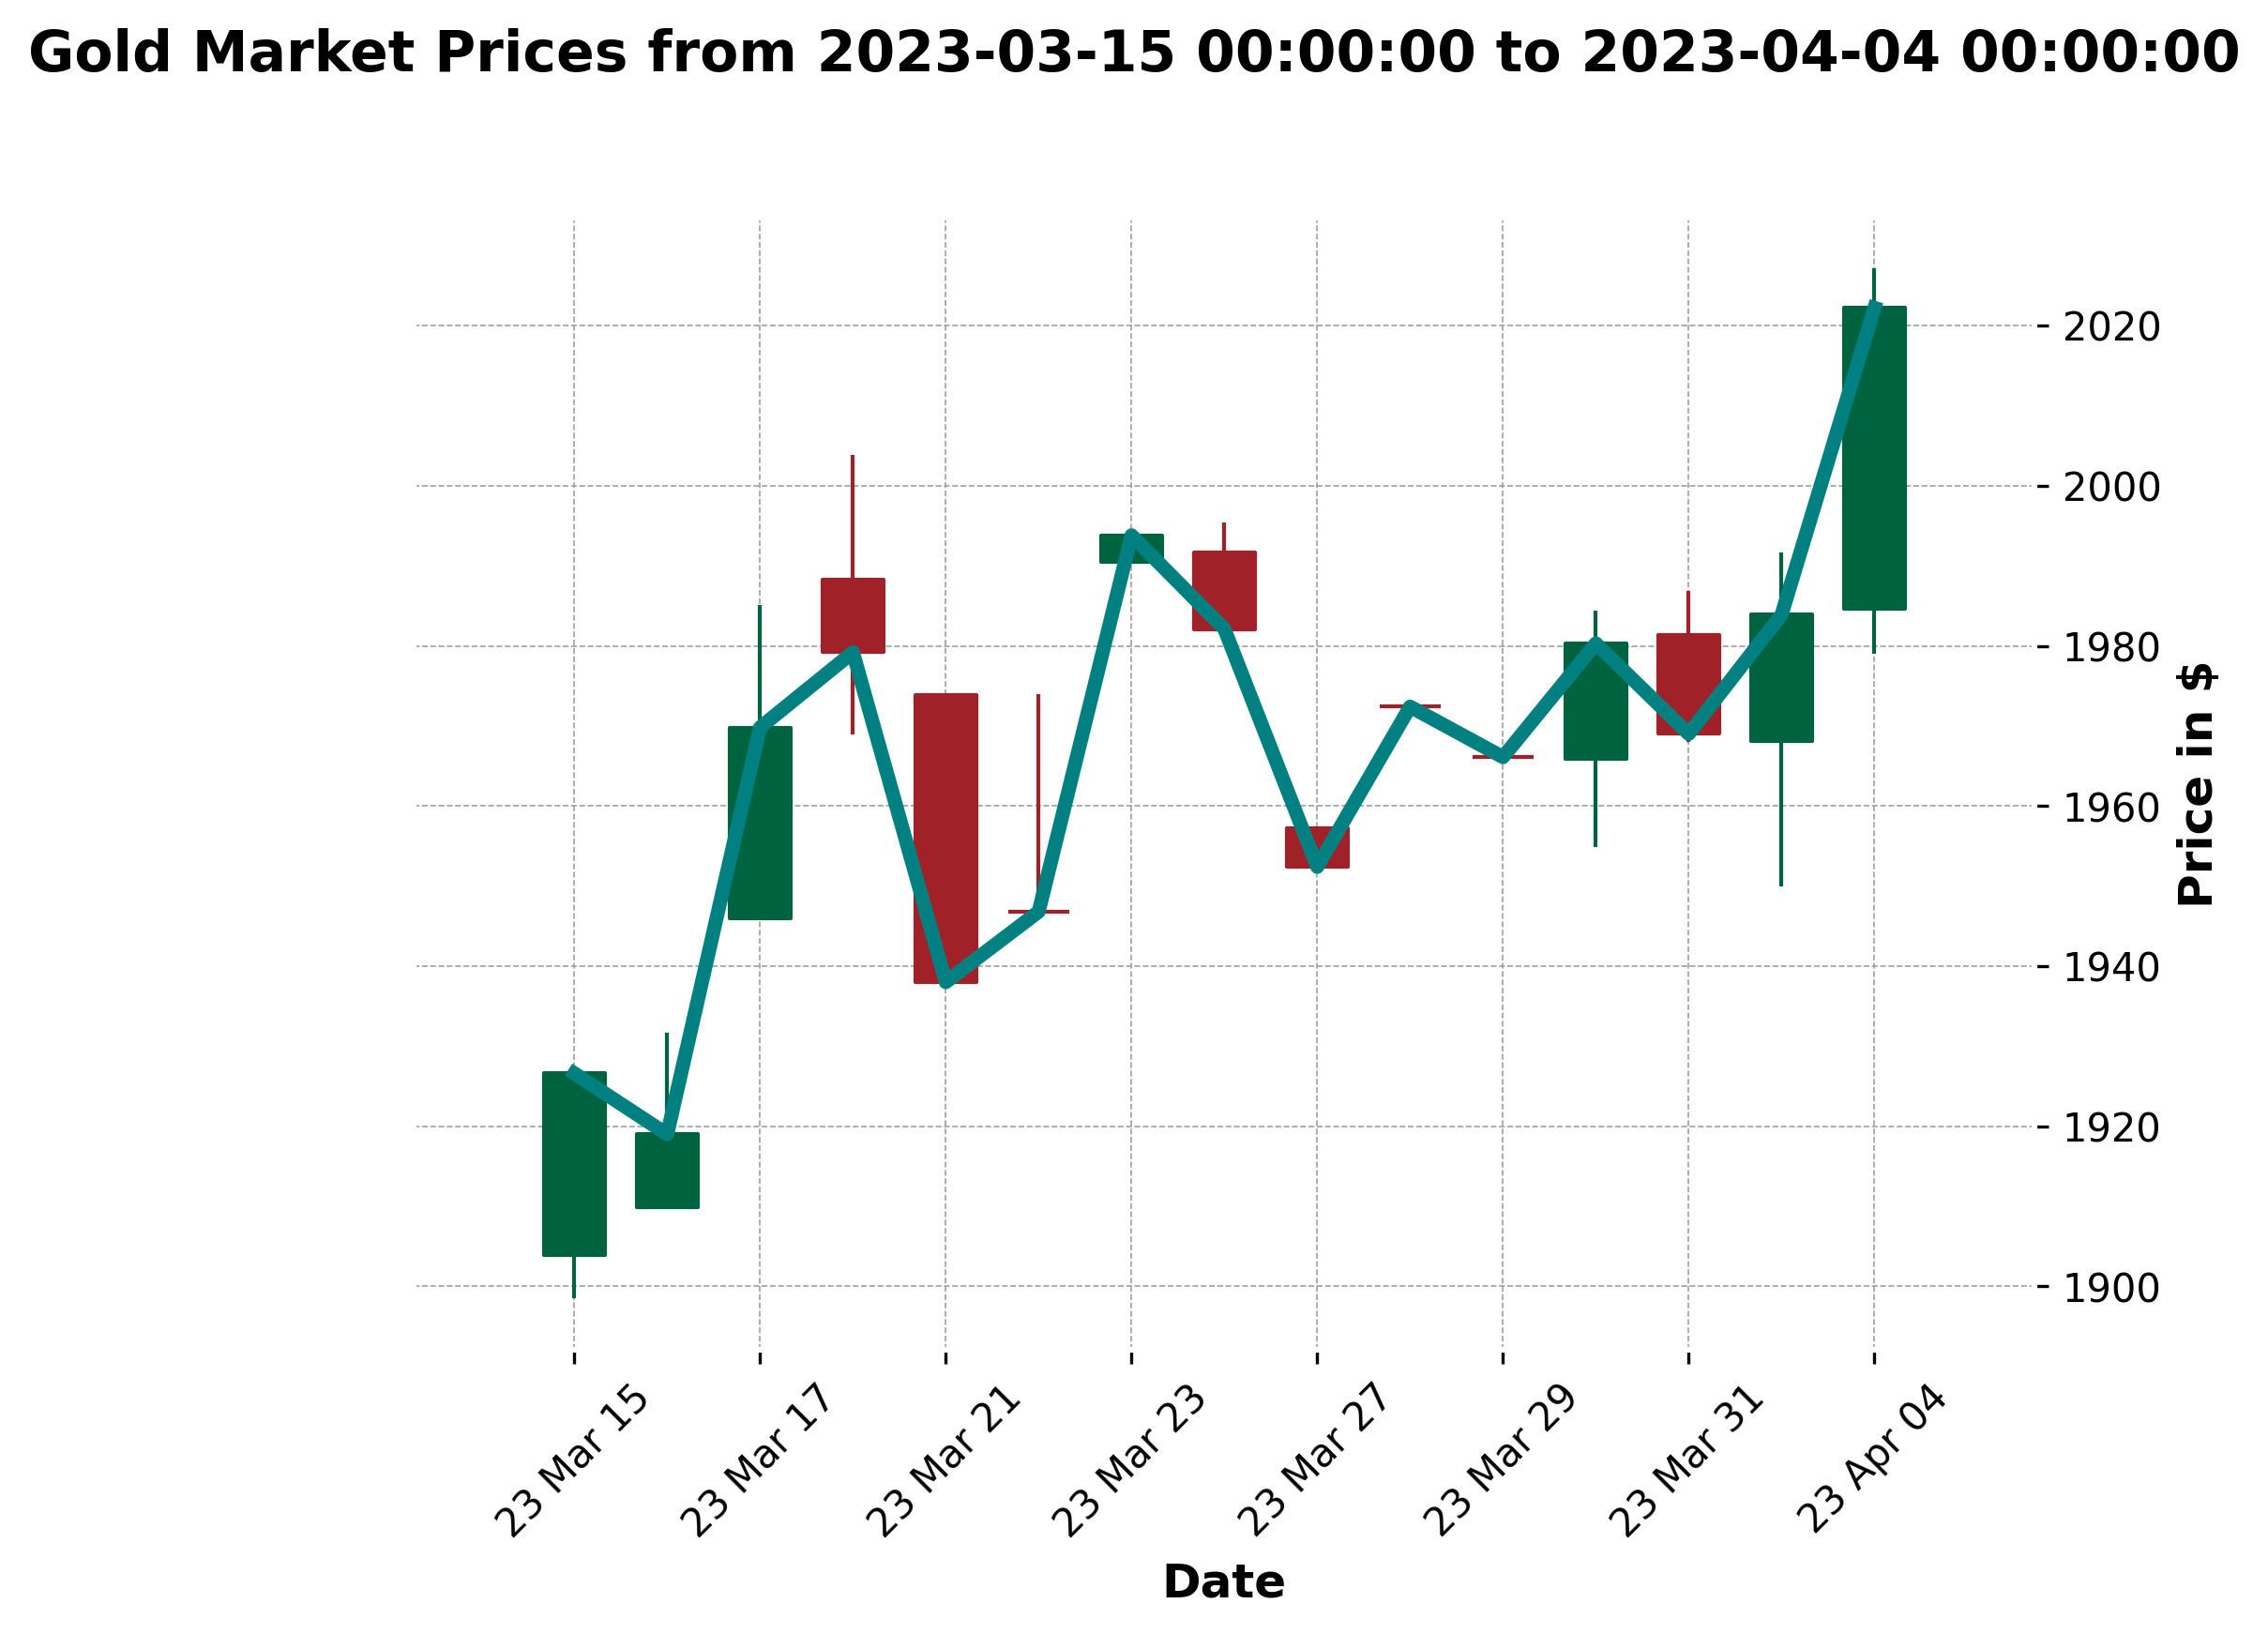 Gold Market Prices from 2023-03-15 00:00:00 to 2023-04-04 00:00:00
2020
2000
1980
1960
1940
1920
1900
Price in $
23 Mar 15
23 Mar 17
23 Mar 21
23 Mar 23
23 Mar 27
23 Mar 29
23 Mar 31
23 Apr 04
Date